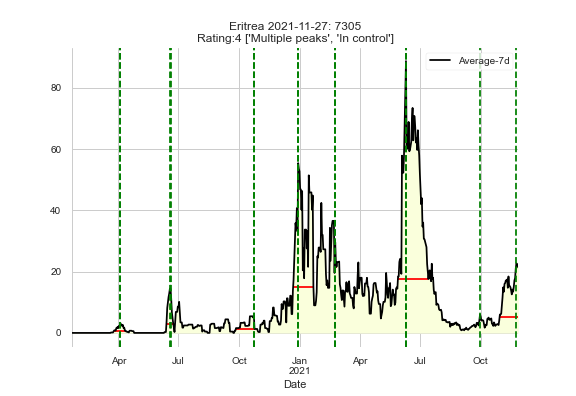 Eritrea 2021-11-27: 7305
Rating:4 ['Multiple peaks', 'In control']
Average-7d
80
60
40
20
0
Apr Jul Oct Jan Apr Jul Oct
2021
Date